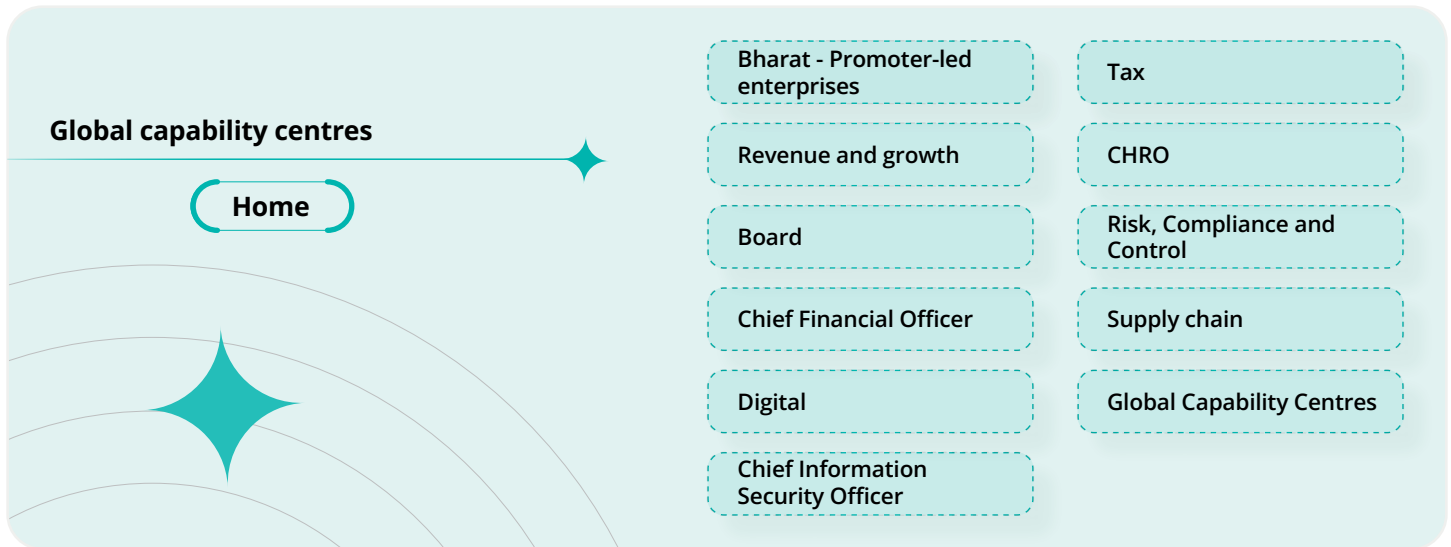 Global capability centres
Home
Bharat - Promoter-led
enterprises
Revenue and growth
Board
Chief Financial Officer
Digital
Chief Information
Security Officer
Tax
CHRO
Risk, Compliance and
Control
Supply chain
Global Capability Centres